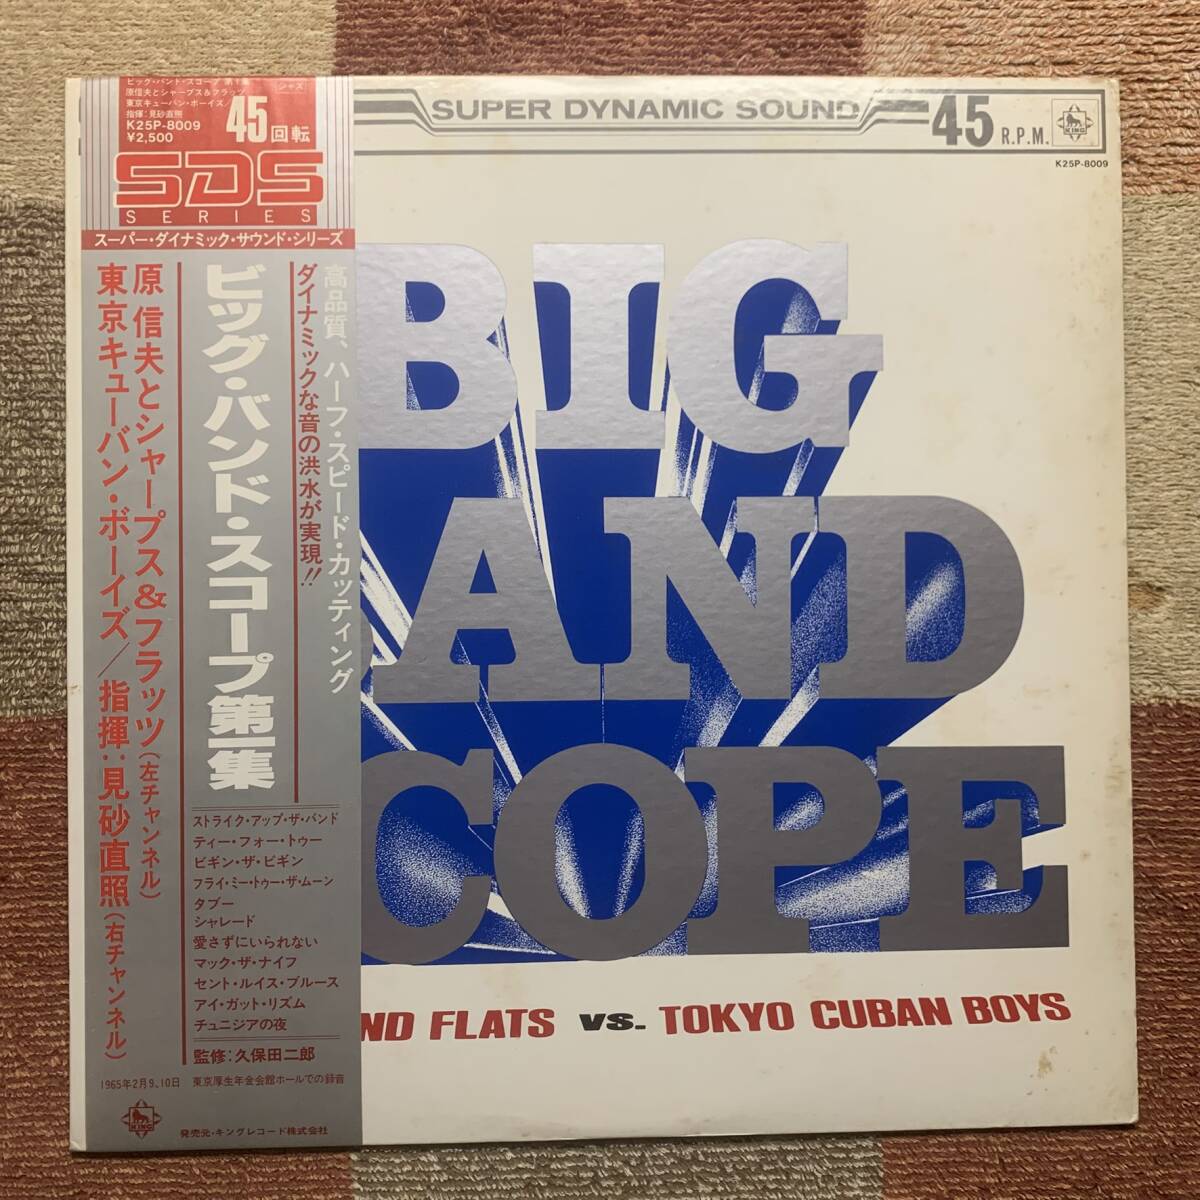 ビッグ・バンド・スコープ 第1集
原信夫とシャープス&フラッツ
東京キューバン・ボーイズ/
指揮:見砂直照
K25P-8009
¥2,500
ジャズ
45回転
SDS
SERIES
スーパー・ダイナミック・サウンド・シリーズ
高品質、ハーフ・スピード・カッティング
ダイナミックな音の洪水が実現!!
ビッグ・バンド・スコープ第一集
原 信夫とシャープス&フラッツ(左チャンネル)
東京キューバン・ボーイズ/指揮:見砂直照(右チャンネル)
ストライク・アップ・ザ・バンド
ティー・フォー・トゥー
ビギン・ザ・ビギン
フライ・ミー・トゥー・ザ・ムーン
タブー
シャレード
愛さずにいられない
マック・ザ・ナイフ
セント・ルイス・ブルース
アイ・ガット・リズム
チュニジアの夜
監修:久保田二郎
1965年2月9、10日 東京厚生年金会館ホールでの録音
KING
発売元・キングレコード株式会社
SUPER DYNAMIC SOUND
45 R.P.M.
KING
K25P-8009
BIG
BAND
SCOPE
ND FLATS vs. TOKYO CUBAN BOYS